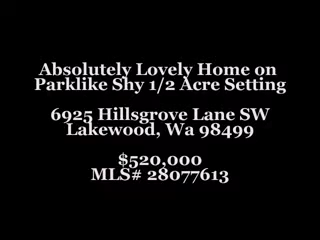 Absolutely Lovely Home on
Parklike Shy 1/2 Acre Setting
6925 Hillsgrove Lane SW
Lakewood, Wa 98499
$520,000
MLS# 28077613